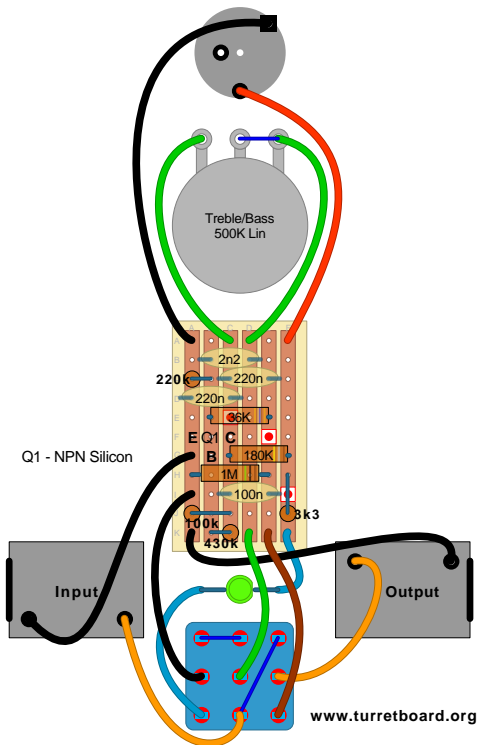 Treble/Bass
500K Lin
2n2
220k
220n
220n
36K
E Q1 C
B
Q1 - NPN Silicon
180K
1M
100n
3k3
100k
430k
Input
Output
www.turretboard.org